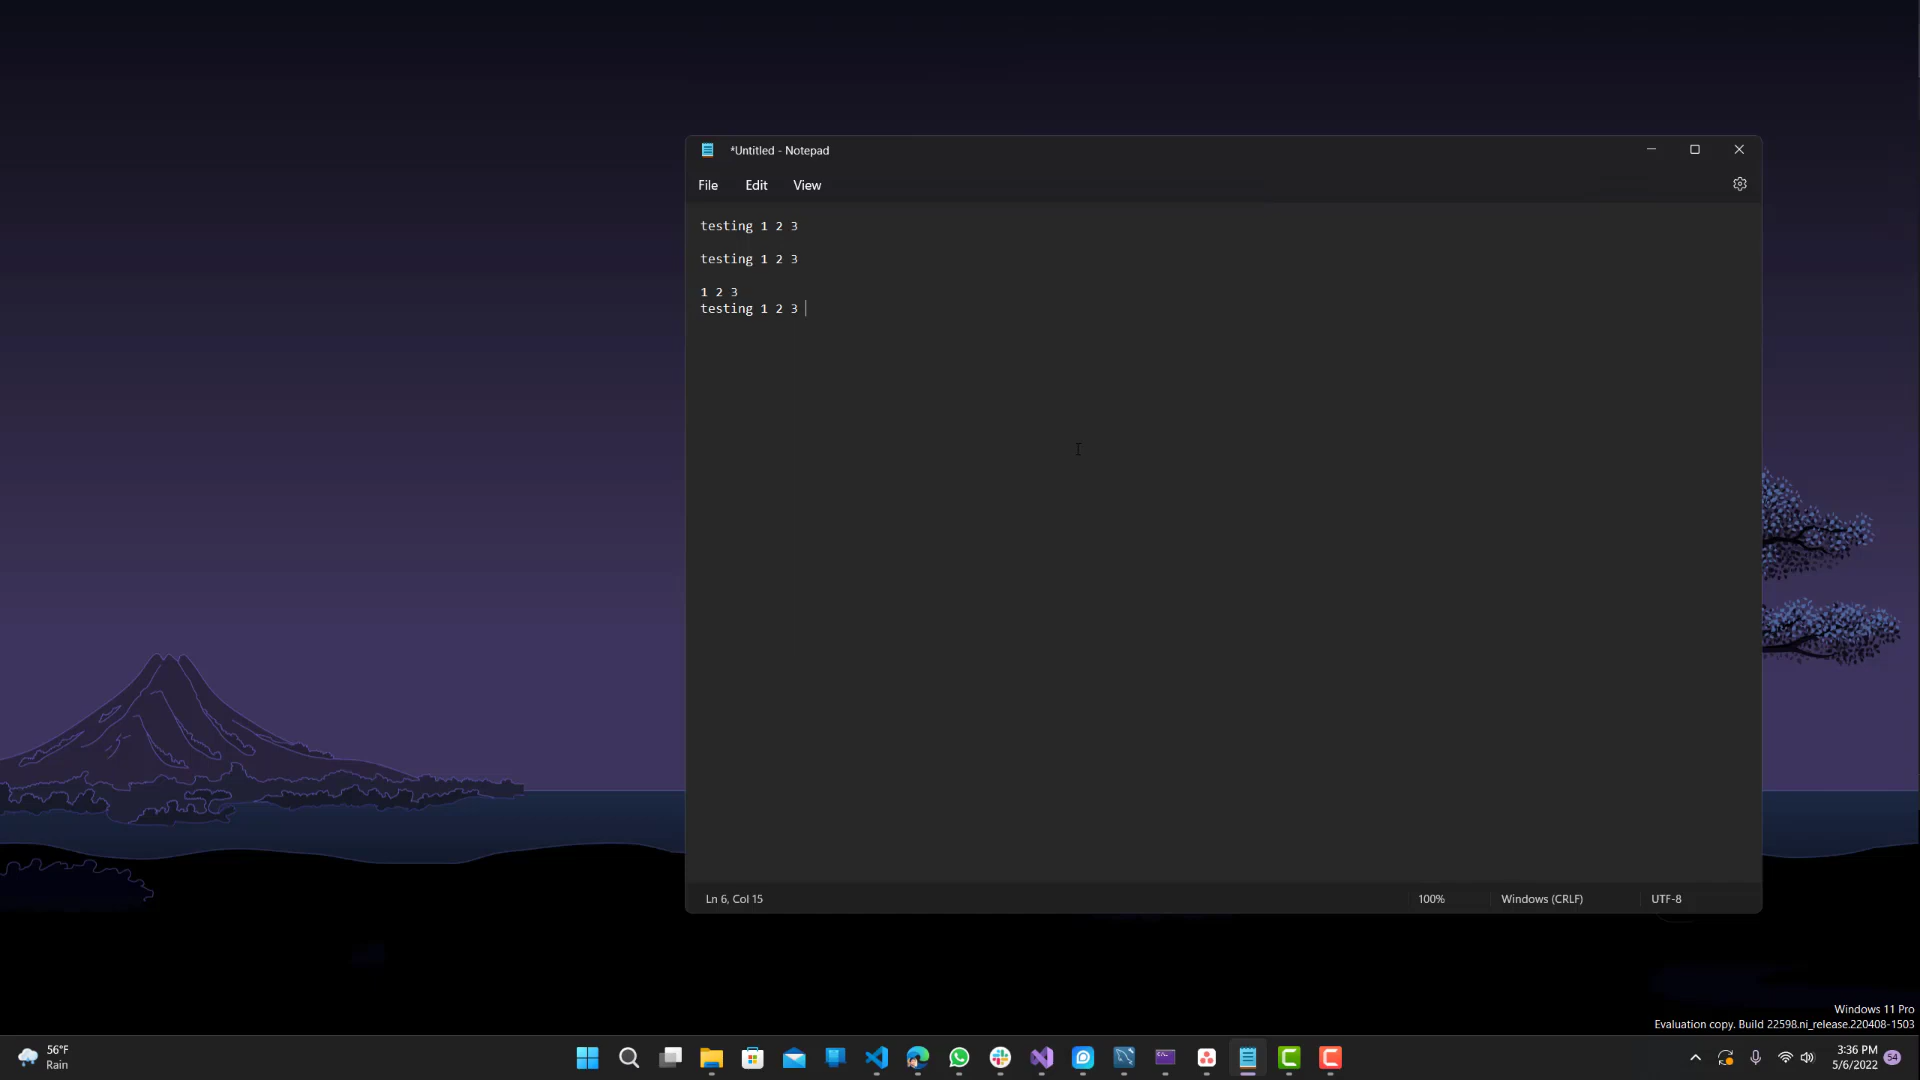 *Untitled - Notepad
File Edit View
testing 1 2 3
testing 1 2 3
1 2 3
testing 1 2 3
Ln 6, Col 15 100% Windows (CRLF) UTF-8
Windows 11 Pro
Evaluation copy. Build 22598.ni_release.220408-1503
56°F
Rain
3:36 PM
5/6/2022 54